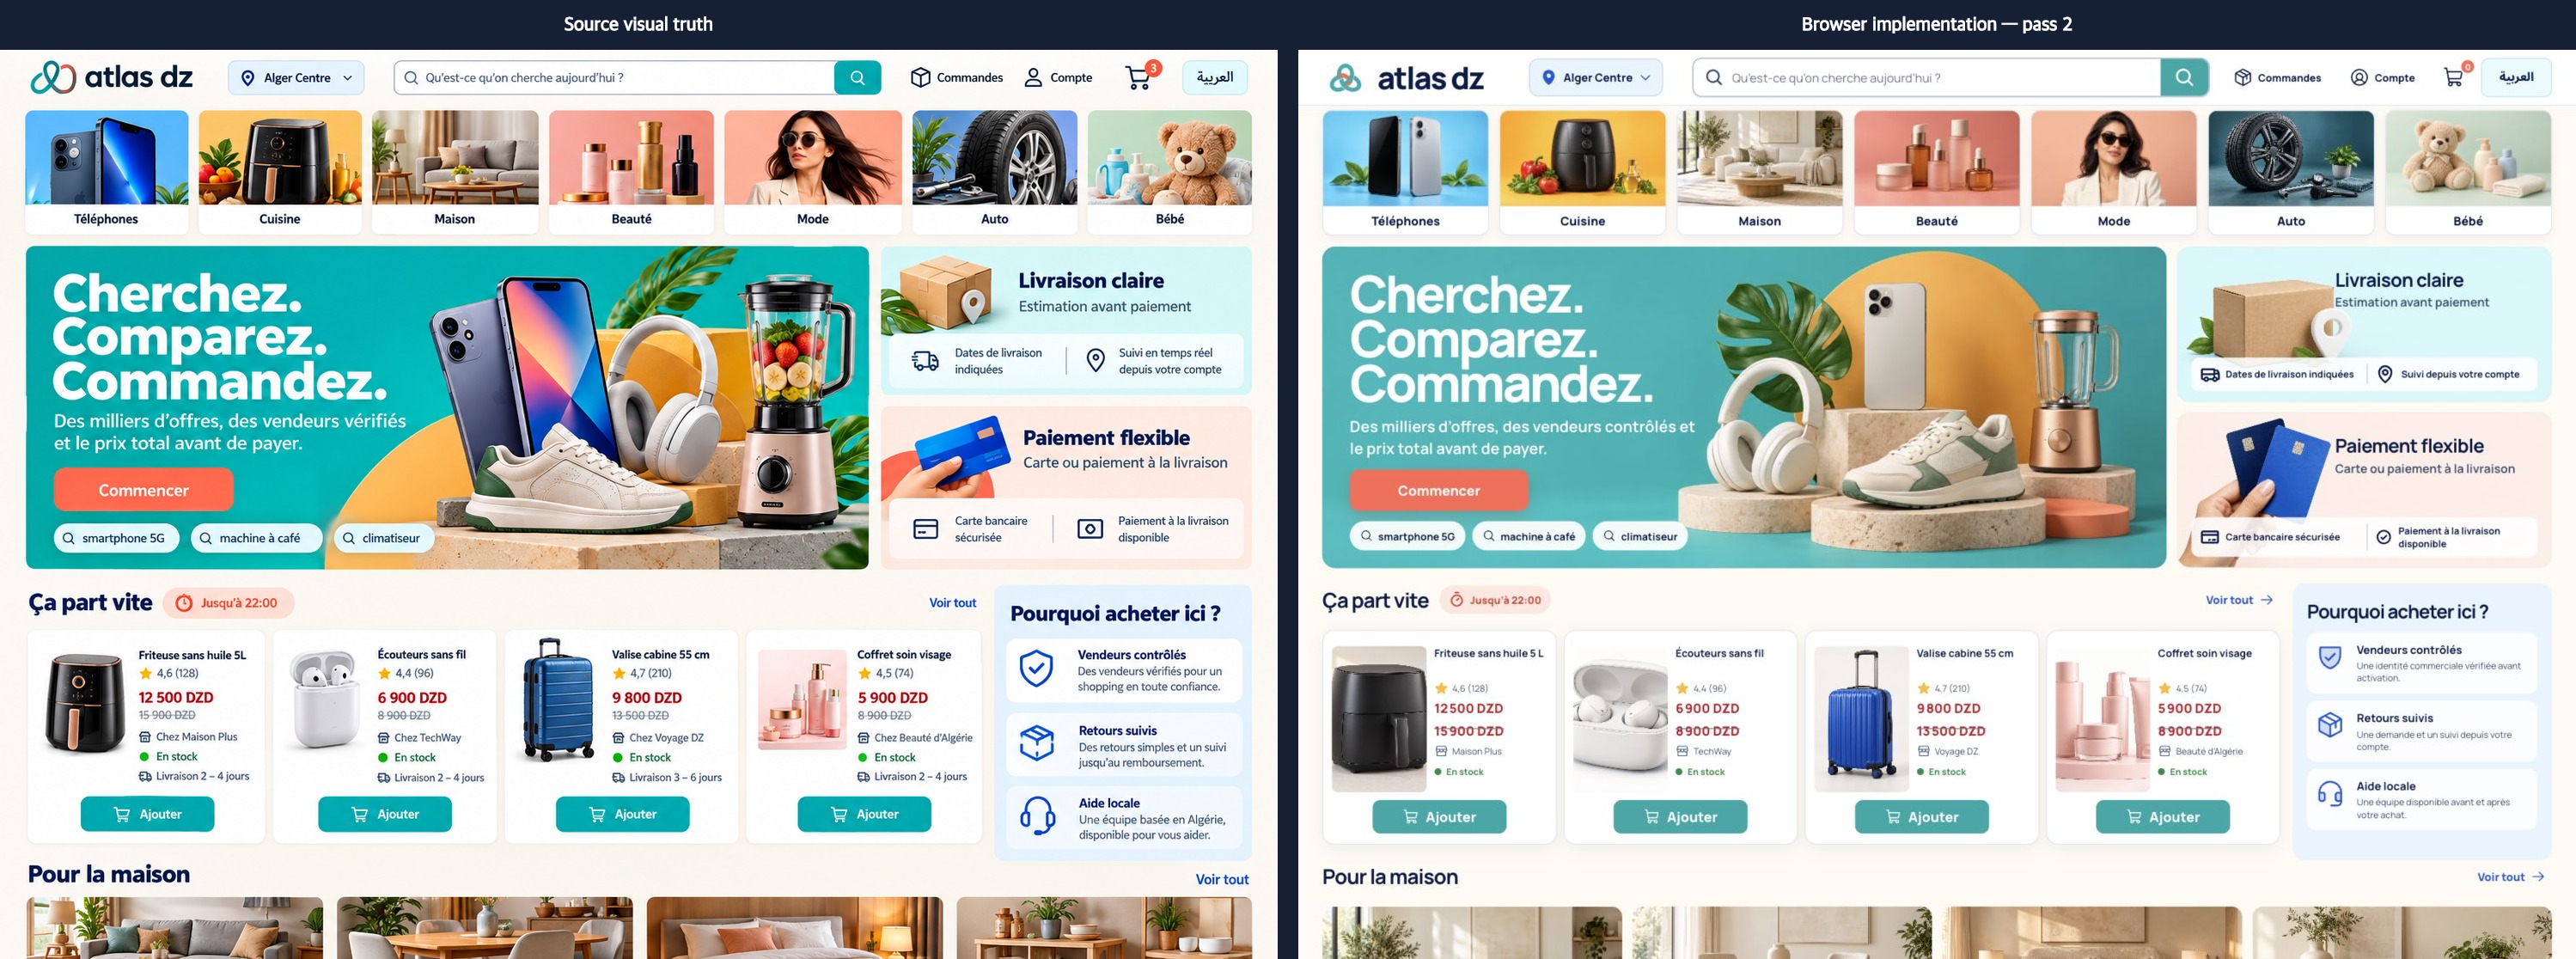 Source visual truth
atlas dz
Alger Centre
Qu'est-ce qu'on cherche aujourd'hui ?
Commandes
Compte
3
العربية
Téléphones
Cuisine
Maison
Beauté
Mode
Auto
Bébé
Cherchez.
Comparez.
Commandez.
Des milliers d'offres, des vendeurs vérifiés
et le prix total avant de payer.
Commencer
smartphone 5G
machine à café
climatiseur
Livraison claire
Estimation avant paiement
Dates de livraison
indiquées
Suivi en temps réel
depuis votre compte
Paiement flexible
Carte ou paiement à la livraison
Carte bancaire
sécurisée
Paiement à la livraison
disponible
Ça part vite
Jusqu'à 22:00
Voir tout
Friteuse sans huile 5L
4,6 (128)
12 500 DZD
15 900 DZD
Chez Maison Plus
En stock
Livraison 2 – 4 jours
Ajouter
Écouteurs sans fil
4,4 (96)
6 900 DZD
8 900 DZD
Chez TechWay
En stock
Livraison 2 – 4 jours
Ajouter
Valise cabine 55 cm
4,7 (210)
9 800 DZD
13 500 DZD
Chez Voyage DZ
En stock
Livraison 3 – 6 jours
Ajouter
Coffret soin visage
4,5 (74)
5 900 DZD
8 900 DZD
Chez Beauté d'Algérie
En stock
Livraison 2 – 4 jours
Ajouter
Pourquoi acheter ici ?
Vendeurs contrôlés
Des vendeurs vérifiés pour un
shopping en toute confiance.
Retours suivis
Des retours simples et un suivi
jusqu'au remboursement.
Aide locale
Une équipe basée en Algérie,
disponible pour vous aider.
Pour la maison
Voir tout
Browser implementation — pass 2
atlas dz
Alger Centre
Qu'est-ce qu'on cherche aujourd'hui ?
Commandes
Compte
0
العربية
Téléphones
Cuisine
Maison
Beauté
Mode
Auto
Bébé
Cherchez.
Comparez.
Commandez.
Des milliers d'offres, des vendeurs contrôlés et
le prix total avant de payer.
Commencer
smartphone 5G
machine à café
climatiseur
Livraison claire
Estimation avant paiement
Dates de livraison indiquées
Suivi depuis votre compte
Paiement flexible
Carte ou paiement à la livraison
Carte bancaire sécurisée
Paiement à la livraison
disponible
Ça part vite
Jusqu'à 22:00
Voir tout
Friteuse sans huile 5 L
4,6 (128)
12 500 DZD
15 900 DZD
Maison Plus
En stock
Ajouter
Écouteurs sans fil
4,4 (96)
6 900 DZD
8 900 DZD
TechWay
En stock
Ajouter
Valise cabine 55 cm
4,7 (210)
9 800 DZD
13 500 DZD
Voyage DZ
En stock
Ajouter
Coffret soin visage
4,5 (74)
5 900 DZD
8 900 DZD
Beauté d'Algérie
En stock
Ajouter
Pourquoi acheter ici ?
Vendeurs contrôlés
Une identité commerciale vérifiée avant
activation.
Retours suivis
Une demande et un suivi depuis votre
compte.
Aide locale
Une équipe disponible avant et après
votre achat.
Pour la maison
Voir tout